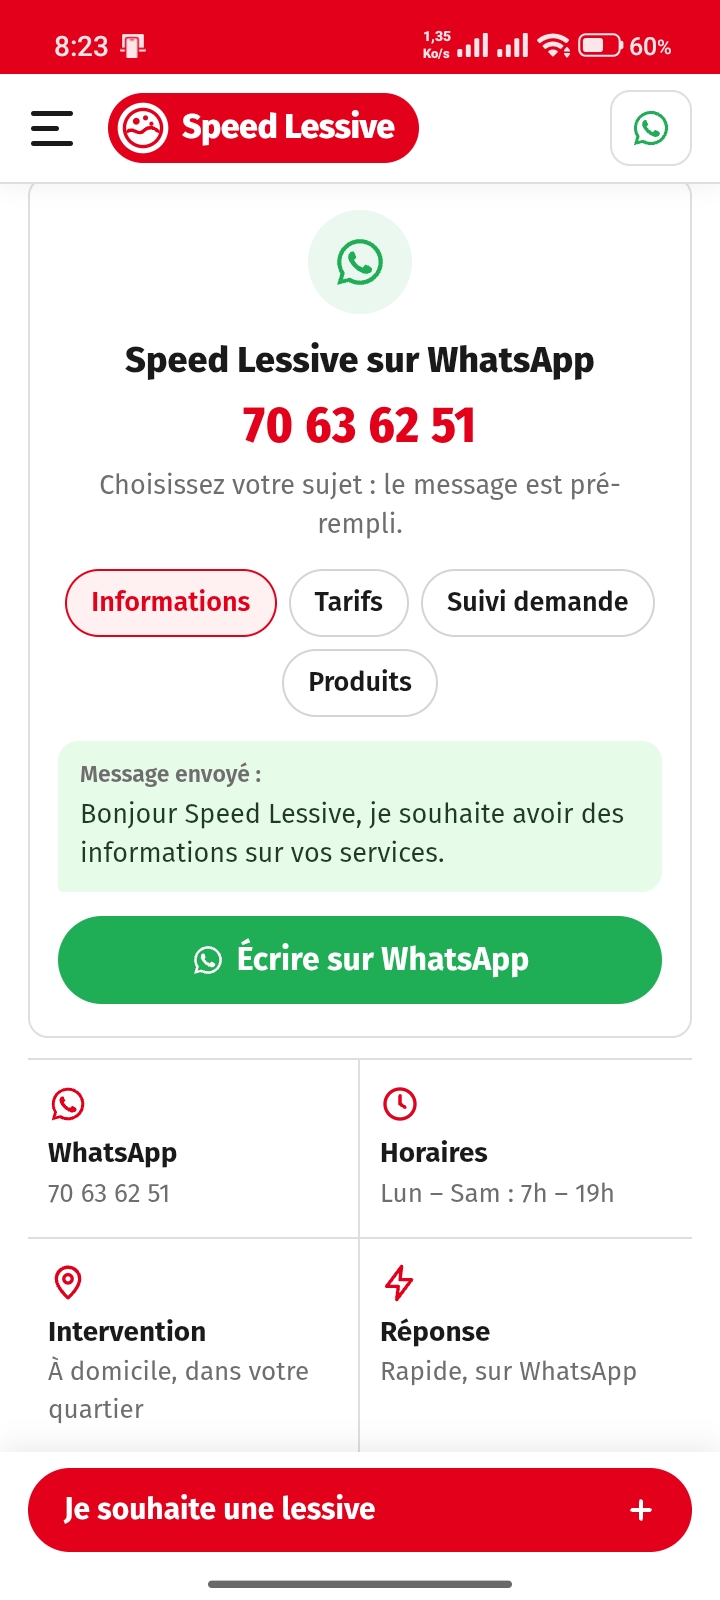 8:23
1,35
Ko/s
60%
Speed Lessive
Speed Lessive sur WhatsApp
70 63 62 51
Choisissez votre sujet : le message est pré-
rempli.
Informations
Tarifs
Suivi demande
Produits
Message envoyé :
Bonjour Speed Lessive, je souhaite avoir des
informations sur vos services.
Écrire sur WhatsApp
WhatsApp
70 63 62 51
Horaires
Lun – Sam : 7h – 19h
Intervention
À domicile, dans votre
quartier
Réponse
Rapide, sur WhatsApp
Je souhaite une lessive +